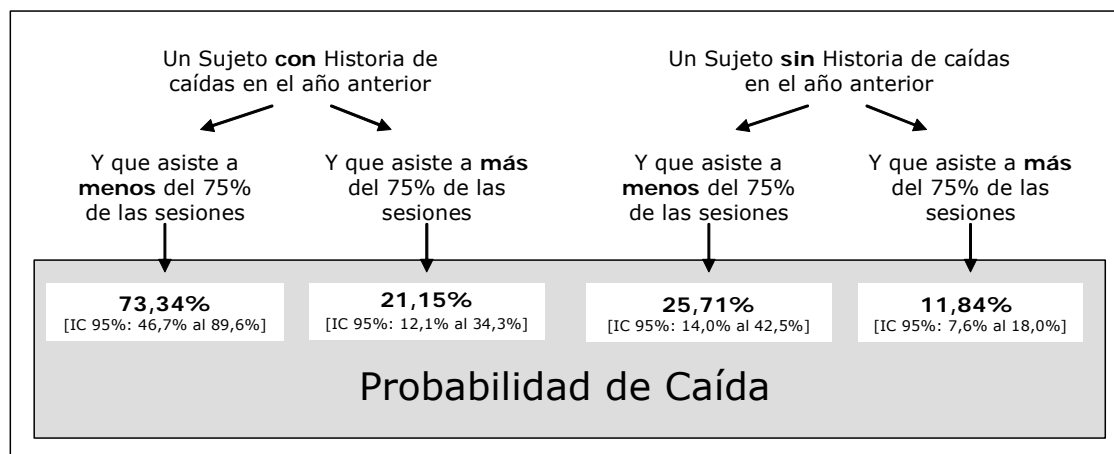 Un Sujeto con Historia de
caídas en el año anterior
Un Sujeto sin Historia de caídas
en el año anterior
Y que asiste a
menos del 75%
de las sesiones
Y que asiste a más
del 75% de las
sesiones
Y que asiste a
menos del 75%
de las sesiones
Y que asiste a más
del 75% de las
sesiones
73,34%
[IC 95%: 46,7% al 89,6%]
21,15%
[IC 95%: 12,1% al 34,3%]
25,71%
[IC 95%: 14,0% al 42,5%]
11,84%
[IC 95%: 7,6% al 18,0%]
Probabilidad de Caída